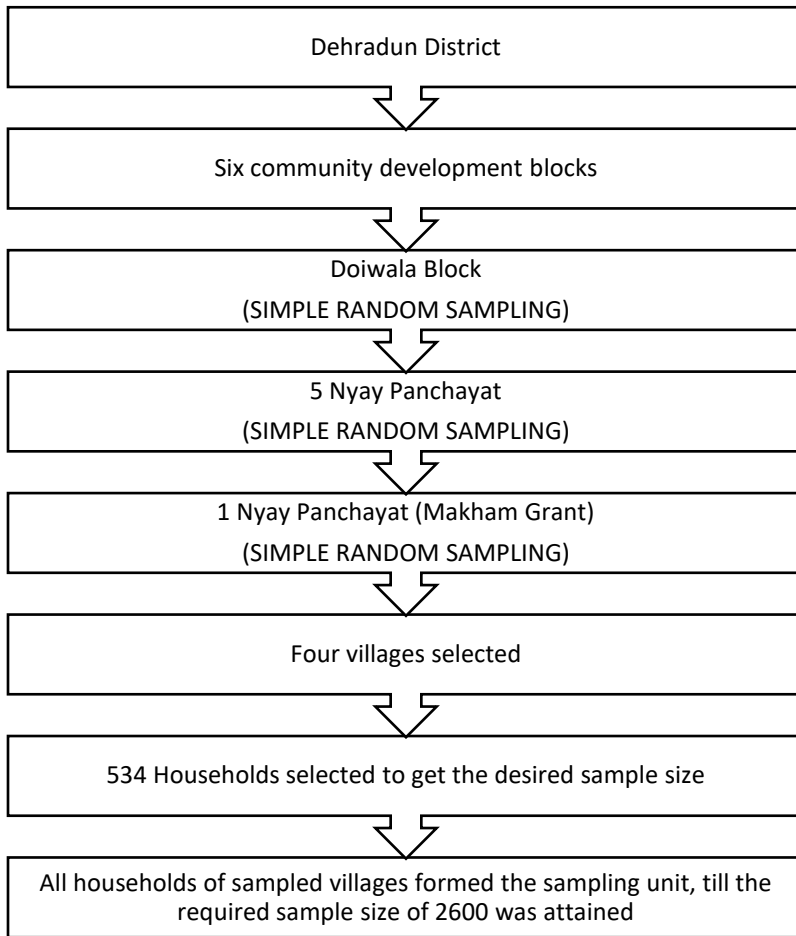 Dehradun District
Six community development blocks
Doiwala Block
(SIMPLE RANDOM SAMPLING)
5 Nyay Panchayat
(SIMPLE RANDOM SAMPLING)
1 Nyay Panchayat (Makham Grant)
(SIMPLE RANDOM SAMPLING)
Four villages selected
534 Households selected to get the desired sample size
All households of sampled villages formed the sampling unit, till the
required sample size of 2600 was attained